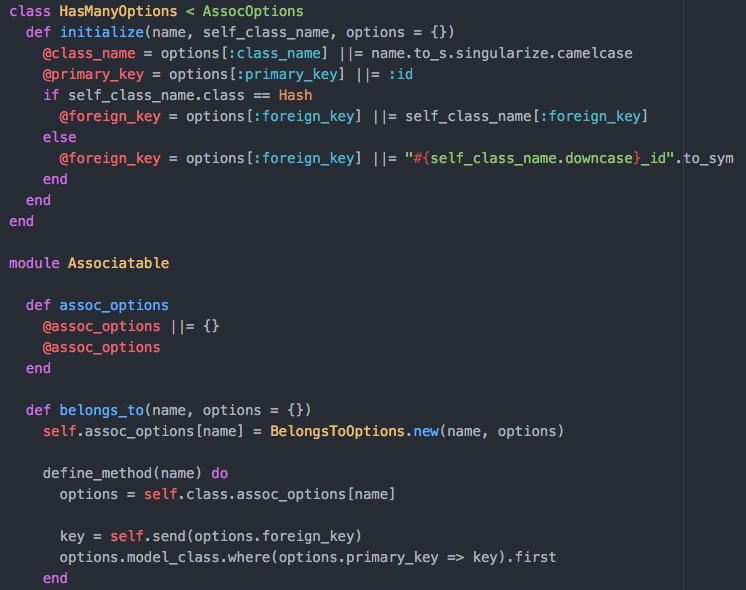 class HasManyOptions < AssocOptions
  def initialize(name, self_class_name, options = {})
    @class_name = options[:class_name] ||= name.to_s.singularize.camelcase
    @primary_key = options[:primary_key] ||= :id
    if self_class_name.class == Hash
      @foreign_key = options[:foreign_key] ||= self_class_name[:foreign_key]
    else
      @foreign_key = options[:foreign_key] ||= "#{self_class_name.downcase}_id".to_sym
    end
  end
end

module Associatable

  def assoc_options
    @assoc_options ||= {}
    @assoc_options
  end

  def belongs_to(name, options = {})
    self.assoc_options[name] = BelongsToOptions.new(name, options)

    define_method(name) do
      options = self.class.assoc_options[name]

      key = self.send(options.foreign_key)
      options.model_class.where(options.primary_key => key).first
    end